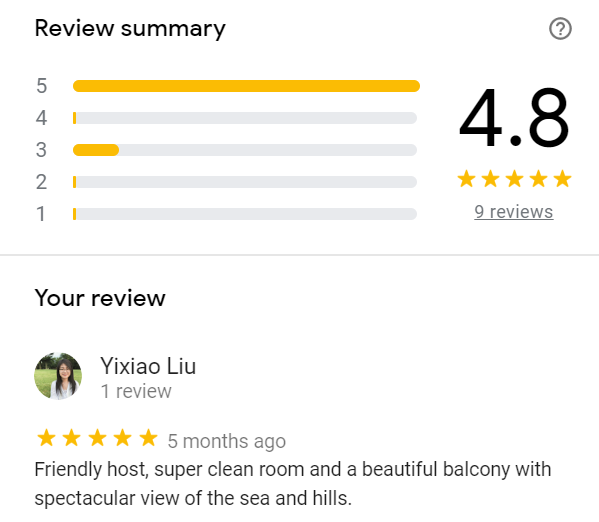 Review summary
5
4
3
2
1
4.8
9 reviews
Your review
Yixiao Liu
1 review
5 months ago
Friendly host, super clean room and a beautiful balcony with
spectacular view of the sea and hills.